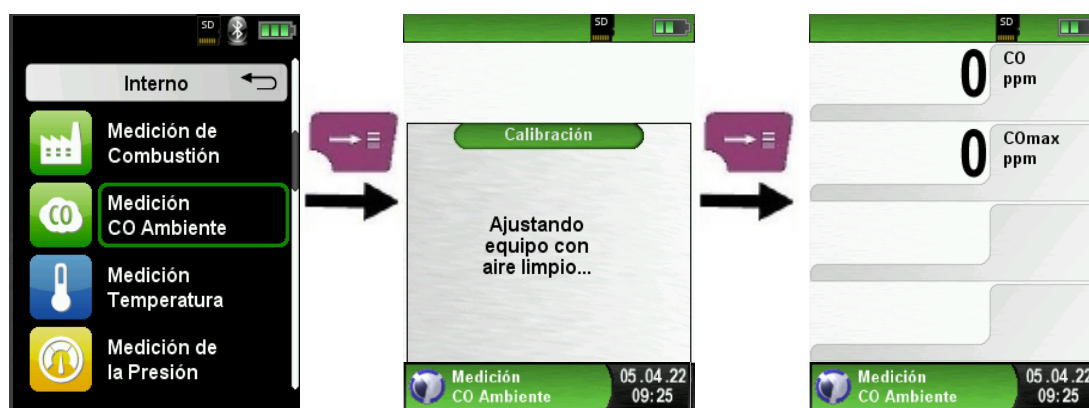 SD
Interno
Medición de
Combustión
CO
Medición
CO Ambiente
Medición
Temperatura
Medición de
la Presión
SD
Calibración
Ajustando
equipo con
aire limpio...
Medición
CO Ambiente
05.04.22
09:25
SD
0
CO
ppm
0
COmax
ppm
Medición
CO Ambiente
05.04.22
09:25